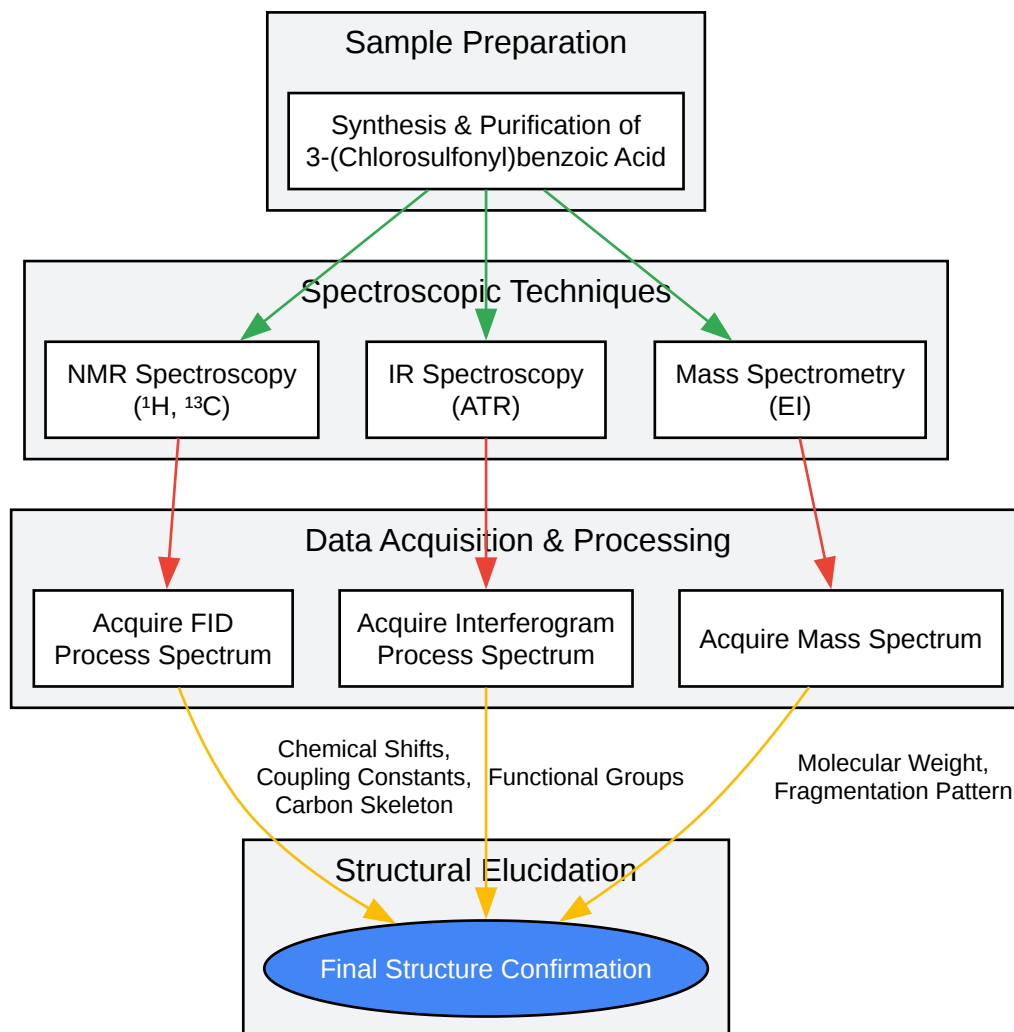 Sample Preparation
Synthesis & Purification of
3-(Chlorosulfonyl)benzoic Acid
Spectroscopic Techniques
NMR Spectroscopy
(¹H, ¹³C)
IR Spectroscopy
(ATR)
Mass Spectrometry
(EI)
Data Acquisition & Processing
Acquire FID
Process Spectrum
Acquire Interferogram
Process Spectrum
Acquire Mass Spectrum
Chemical Shifts,
Coupling Constants,
Carbon Skeleton
Functional Groups
Molecular Weight,
Fragmentation Pattern
Structural Elucidation
Final Structure Confirmation